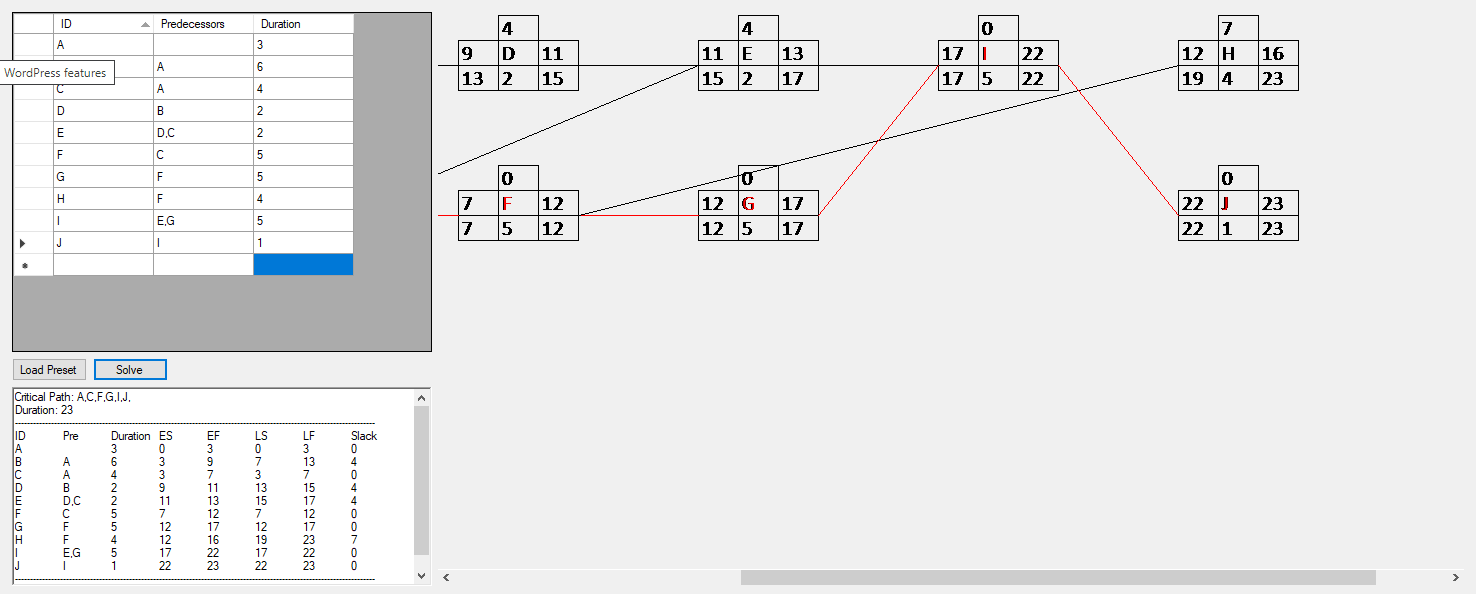 ID Predecessors Duration
A 3
A 6
WordPress features
C A 4
D B 2
E D,C 2
F C 5
G F 5
H F 4
I E,G 5
J I 1
Load Preset Solve
Critical Path: A,C,F,G,I,J,
Duration: 23
ID Pre Duration ES EF LS LF Slack
A 3 0 3 0 3 0
B A 6 3 9 7 13 4
C A 4 3 7 3 7 0
D B 2 9 11 13 15 4
E D,C 2 11 13 15 17 4
F C 5 7 12 7 12 0
G F 5 12 17 12 17 0
H F 4 12 16 19 23 7
I E,G 5 17 22 17 22 0
J I 1 22 23 22 23 0
4
9 D 11
13 2 15
4
11 E 13
15 2 17
0
17 I 22
17 5 22
7
12 H 16
19 4 23
0
7 F 12
7 5 12
0
12 G 17
12 5 17
0
22 J 23
22 1 23